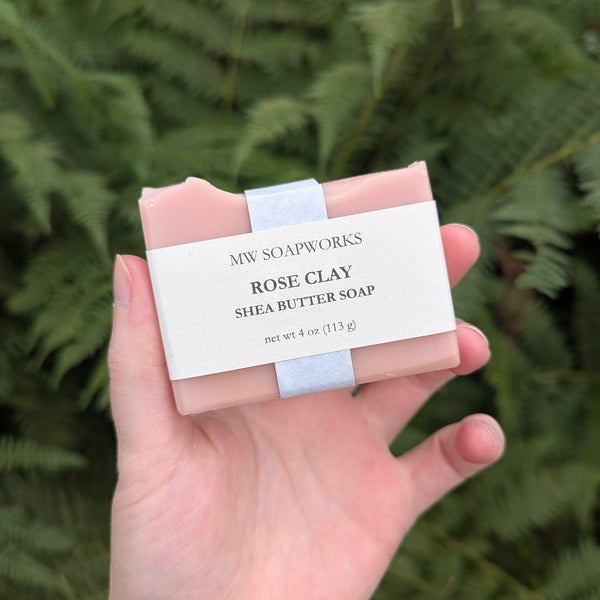 MW SOAPWORKS
ROSE CLAY
SHEA BUTTER SOAP
net wt 4 oz (113 g)